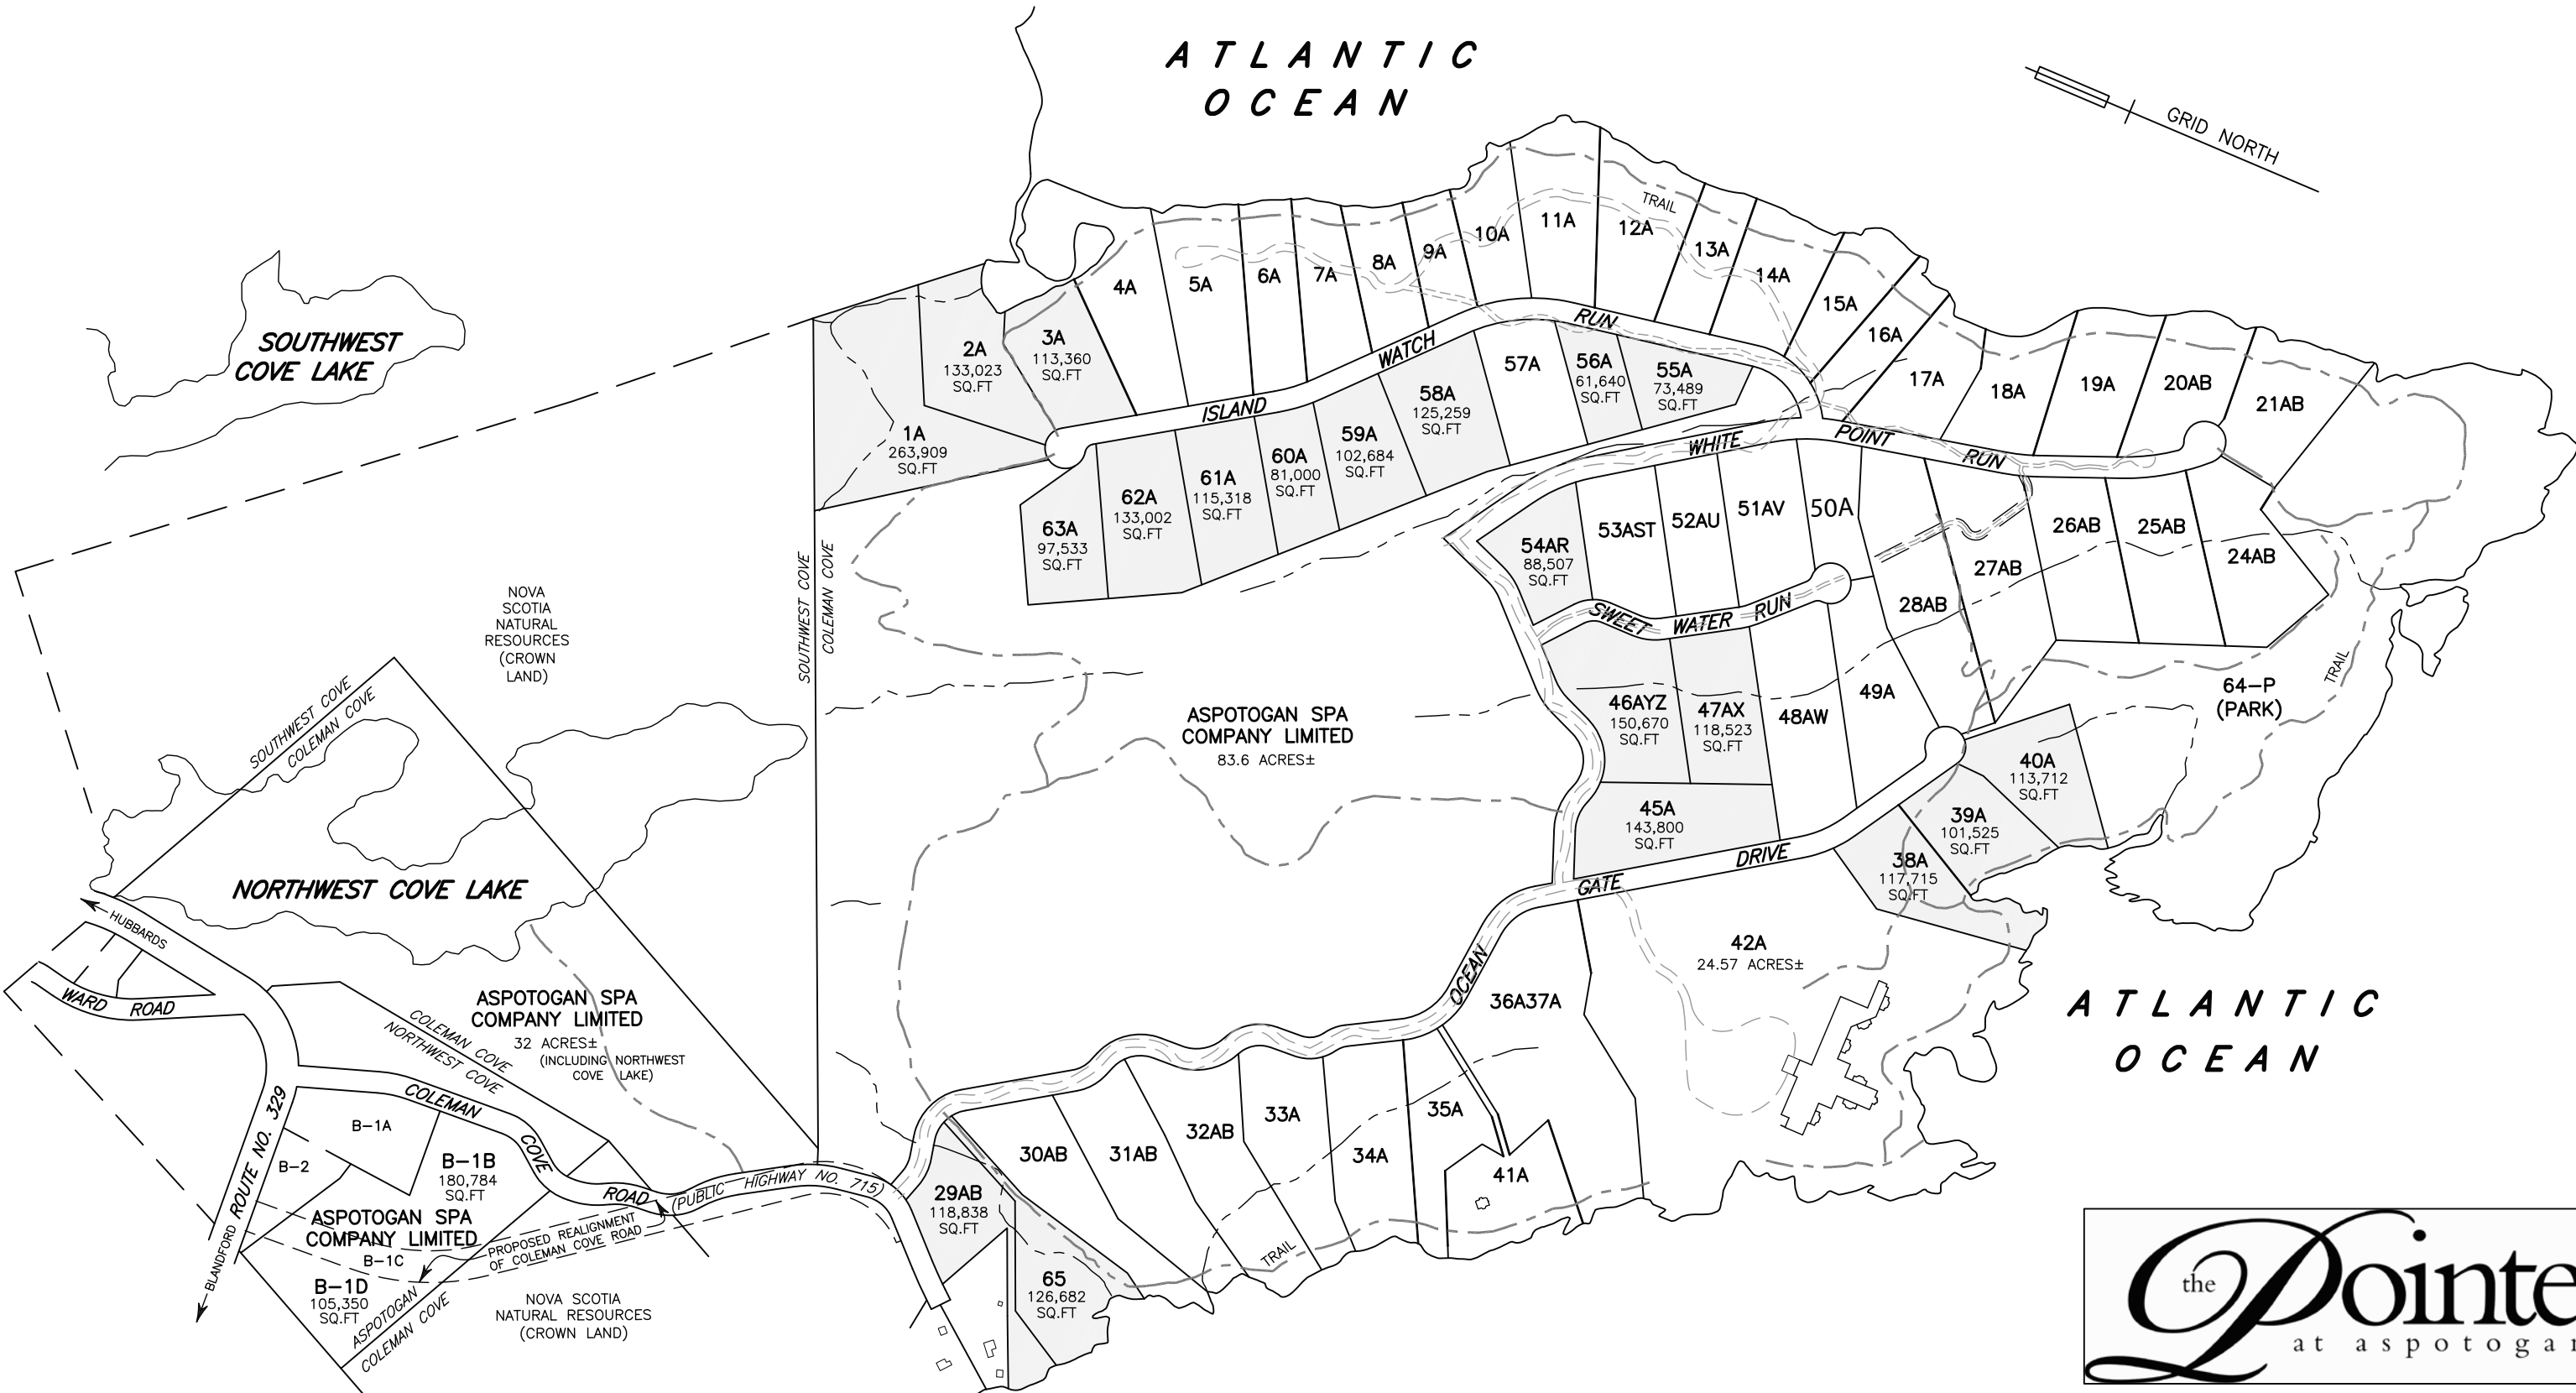 ATLANTIC
OCEAN
GRID NORTH
SOUTHWEST
COVE LAKE
TRAIL
1A
263,909
SQ.FT
2A
133,023
SQ.FT
3A
113,360
SQ.FT
4A
5A
6A
7A
8A
9A
10A
11A
12A
13A
14A
15A
16A
17A
18A
19A
20AB
21AB
ISLAND
WATCH
RUN
63A
97,533
SQ.FT
62A
133,002
SQ.FT
61A
115,318
SQ.FT
60A
81,000
SQ.FT
59A
102,684
SQ.FT
58A
125,259
SQ.FT
57A
56A
61,640
SQ.FT
55A
73,489
SQ.FT
WHITE
POINT
RUN
54AR
88,507
SQ.FT
53AST
52AU
51AV
50A
28AB
27AB
26AB
25AB
24AB
SWEET
WATER
RUN
46AYZ
150,670
SQ.FT
47AX
118,523
SQ.FT
48AW
49A
64-P
(PARK)
TRAIL
45A
143,800
SQ.FT
40A
113,712
SQ.FT
39A
101,525
SQ.FT
38A
117,715
SQ.FT
OCEAN
GATE
DRIVE
SOUTHWEST COVE
COLEMAN COVE
NOVA
SCOTIA
NATURAL
RESOURCES
(CROWN
LAND)
ASPOTOGAN SPA
COMPANY LIMITED
83.6 ACRES±
SOUTHWEST COVE
COLEMAN COVE
NORTHWEST COVE LAKE
HUBBARDS
WARD
ROAD
ASPOTOGAN SPA
COMPANY LIMITED
32 ACRES±
(INCLUDING NORTHWEST
COVE LAKE)
COLEMAN COVE
NORTHWEST COVE
COLEMAN
COVE
ROAD
(PUBLIC HIGHWAY NO. 715)
ROUTE NO. 329
BLANDFORD
B-1A
B-2
B-1B
180,784
SQ.FT
ASPOTOGAN SPA
COMPANY LIMITED
B-1C
B-1D
105,350
SQ.FT
PROPOSED REALIGNMENT
OF COLEMAN COVE ROAD
ASPOTOGAN
COLEMAN COVE
NOVA SCOTIA
NATURAL RESOURCES
(CROWN LAND)
29AB
118,838
SQ.FT
65
126,682
SQ.FT
30AB
31AB
32AB
33A
34A
35A
36A37A
41A
TRAIL
42A
24.57 ACRES±
ATLANTIC
OCEAN
the Pointe
at aspotogan